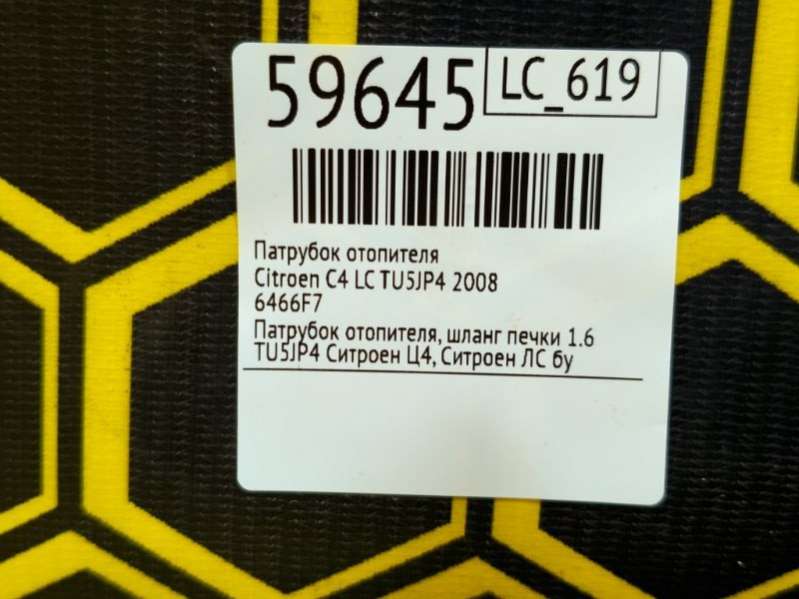 59645
LC_619
Патрубок отопителя
Citroen C4 LC TU5JP4 2008
6466F7
Патрубок отопителя, шланг печки 1.6
TU5JP4 Ситроен Ц4, Ситроен ЛС бу